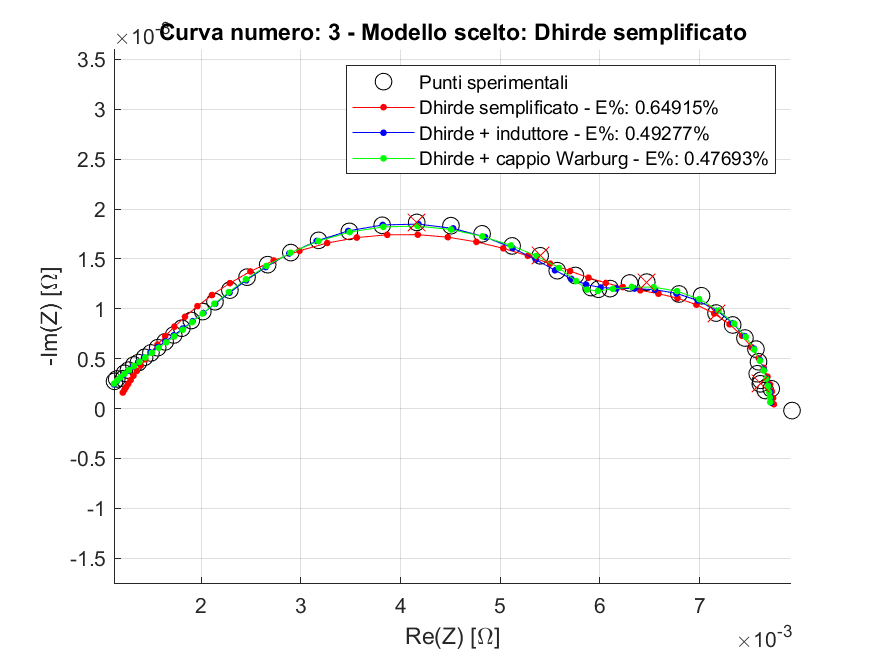 ×10
Curva numero: 3 - Modello scelto: Dhirde semplificato
Punti sperimentali
Dhirde semplificato - E%: 0.64915%
Dhirde + induttore - E%: 0.49277%
Dhirde + cappio Warburg - E%: 0.47693%
3.5
3
2.5
2
1.5
1
0.5
0
-0.5
-1
-1.5
-Im(Z) [Ω]
2
3
4
5
6
7
Re(Z) [Ω]
×10⁻³